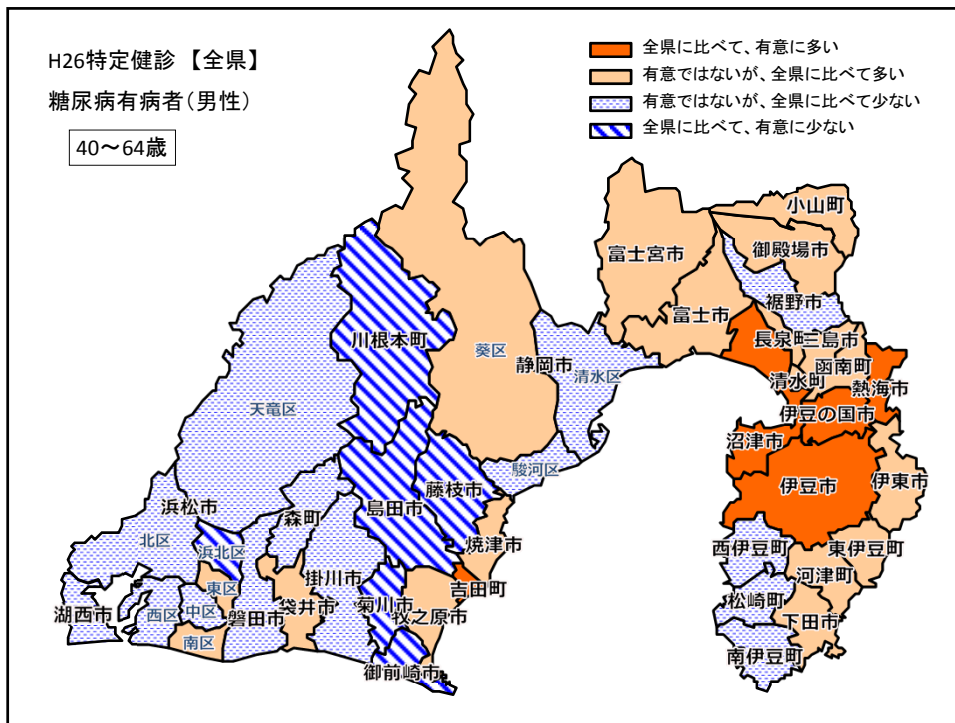 H26特定健診 【全県】
糖尿病有病者(男性)
40～64歳
全県に比べて、有意に多い
有意ではないが、全県に比べて多い
有意ではないが、全県に比べて少ない
全県に比べて、有意に少ない
小山町
富士宮市
御殿場市
裾野市
富士市
長泉町
三島市
川根本町
葵区
静岡市
清水区
函南町
清水町
熱海市
天竜区
伊豆の国市
沼津市
駿河区
伊豆市
伊東市
藤枝市
浜松市
島田市
森町
北区
浜北区
焼津市
西伊豆町
東伊豆町
掛川市
河津町
東区
吉田町
湖西市
西区
中区
磐田市
袋井市
菊川市
牧之原市
松崎町
下田市
南区
御前崎市
南伊豆町